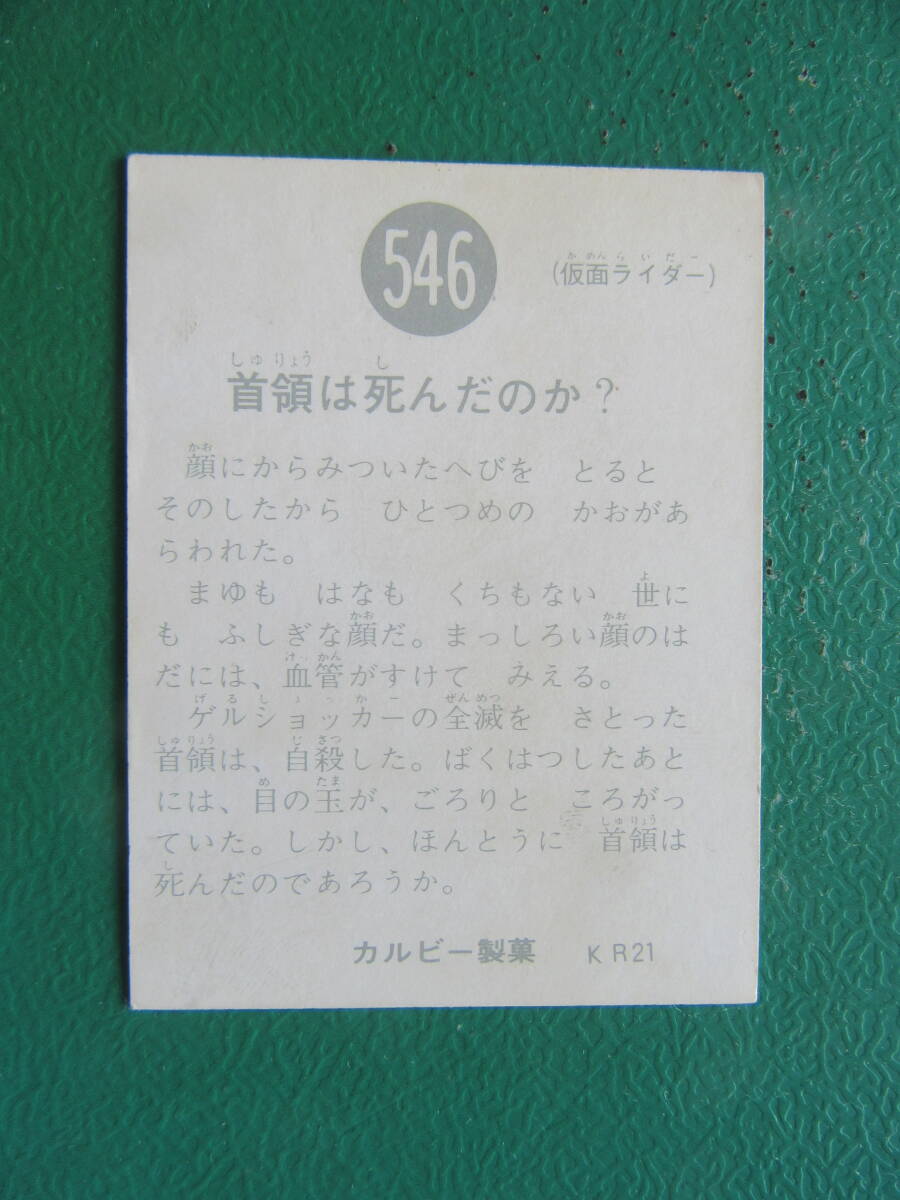 546
(仮面ライダー)
首領は死んだのか?
顔にからみついたへびを とると
そのしたから ひとつめの かおがあ
らわれた。
まゆも はなも くちもない 世に
も ふしぎな顔だ。まっしろい顔のは
だには、血管がすけて みえる。
ゲルショッカーの全滅を さとった
首領は、自殺した。ばくはつしたあと
には、目の玉が、ごろりと ころがっ
ていた。しかし、ほんとうに 首領は
死んだのであろうか。
カルビー製菓 KR21